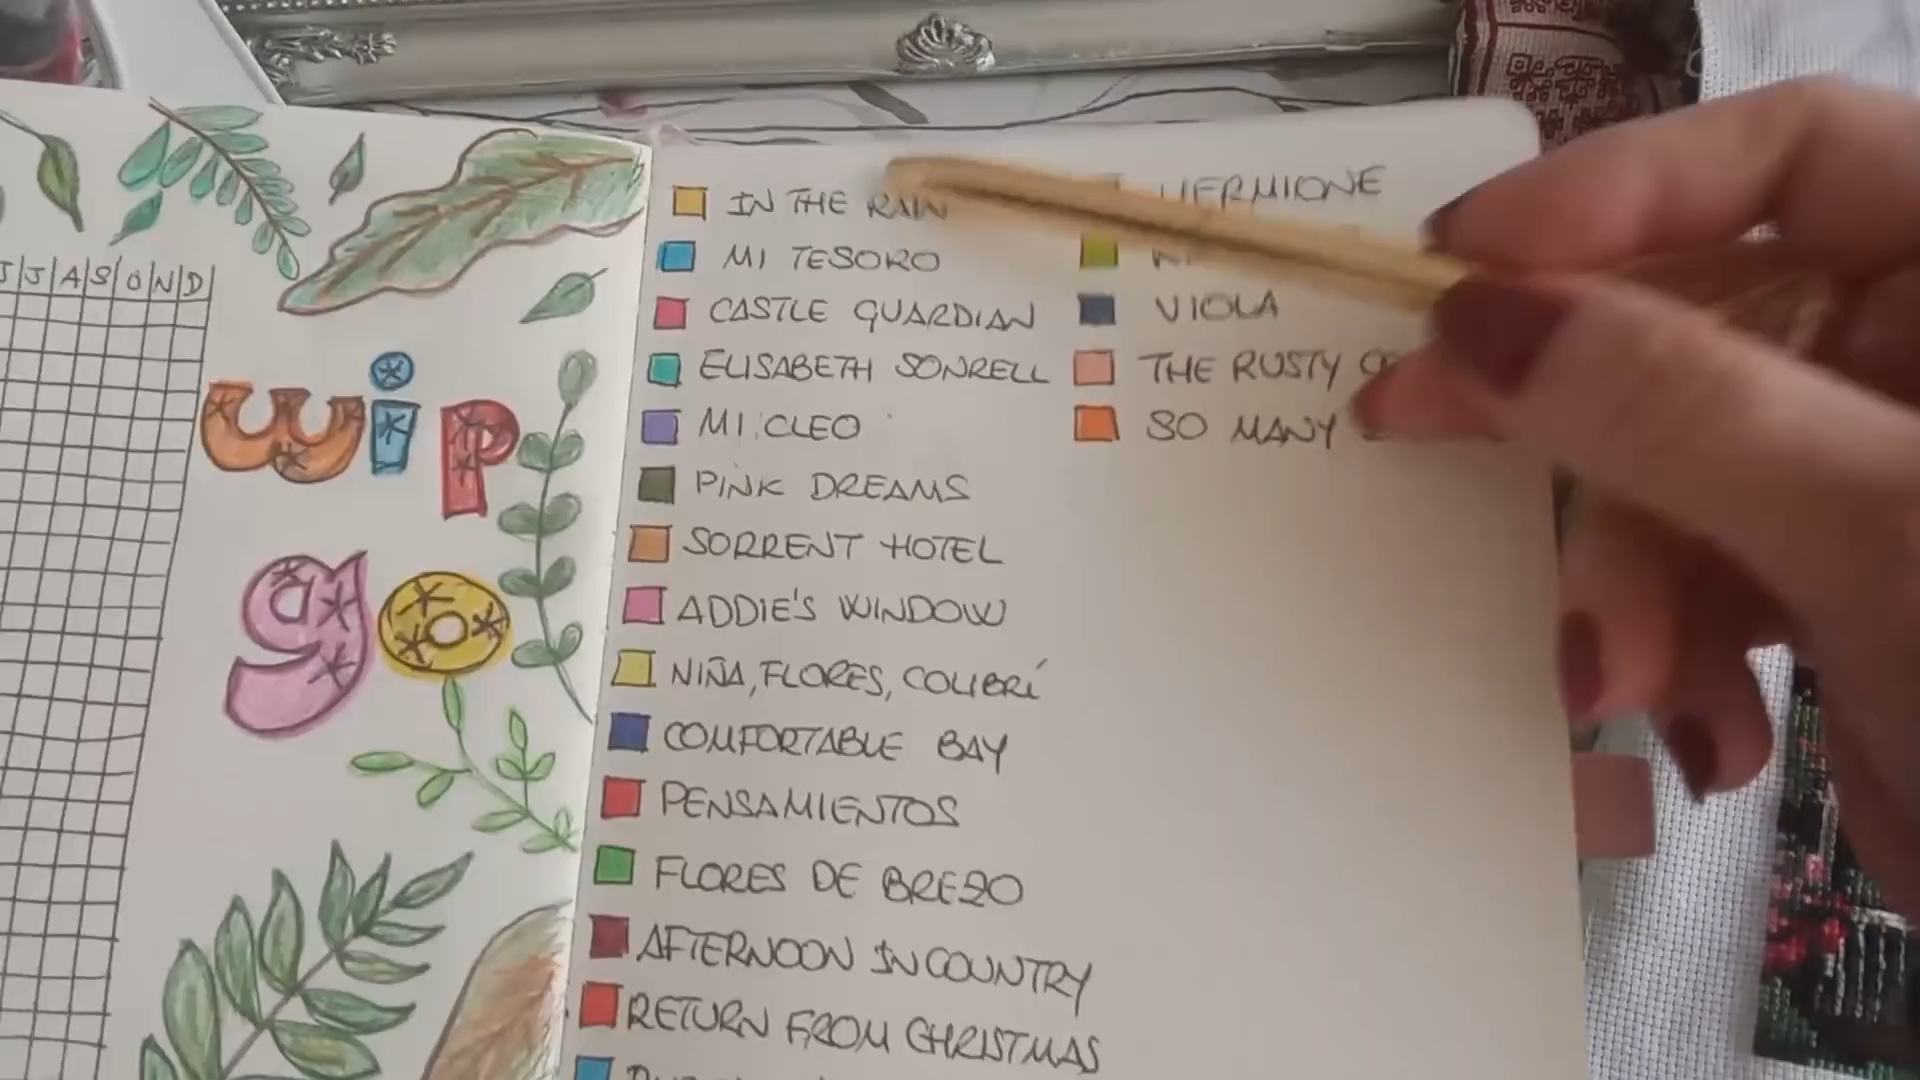 J|J|A|S|O|N|D
wip
go
IN THE RAIN
MI TESORO
CASTLE GUARDIAN
ELISABETH SONRELL
MI CLEO
PINK DREAMS
SORRENT HOTEL
ADDIE'S WINDOW
NIÑA, FLORES, COLIBRÍ
COMFORTABLE BAY
PENSAMIENTOS
FLORES DE BREZO
AFTERNOON IN COUNTRY
RETURN FROM CHRISTMAS
HERMIONE
VIOLA
THE RUSTY
SO MANY